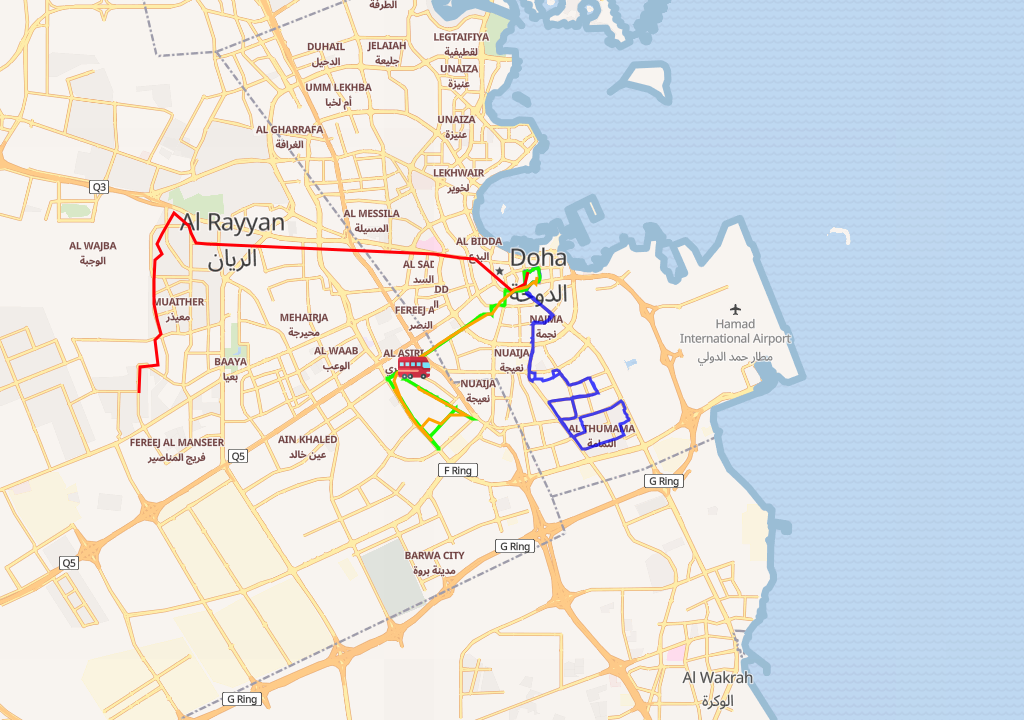 الطرفة
LEGTAIFIYA
لقطيفية
DUHAIL
الدحيل
JELAIAH
جليعة
UNAIZA
عنيزة
UMM LEKHBA
أم لخبا
UNAIZA
عنيزة
AL GHARRAFA
الغرافة
LEKHWAIR
لخوير
Q3
AL MESSILA
المسيلة
Al Rayyan
الريان
AL WAJBA
الوجبة
AL BIDDA
البدع
Doha
الدوحة
السد
DD
MUAITHER
معيذر
MEHAIRJA
محيرجة
FEREEJ A
النصر
NAJMA
نجمة
Hamad
International Airport
مطار حمد الدولي
AL WAAB
الوعب
NUAIJA
نعيجة
BAAYA
بعيا
NUAIJA
نعيجة
AL THUMAMA
الثمامة
FEREEJ AL MANSEER
فريج المناصير
AIN KHALED
عين خالد
Q5
F Ring
G Ring
G Ring
BARWA CITY
مدينة بروة
Q5
Al Wakrah
الوكرة
G Ring